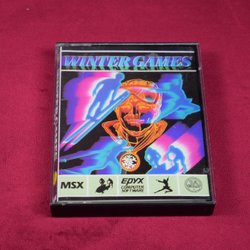 WINTER GAMES
MSX
EPYX
COMPUTER
SOFTWARE